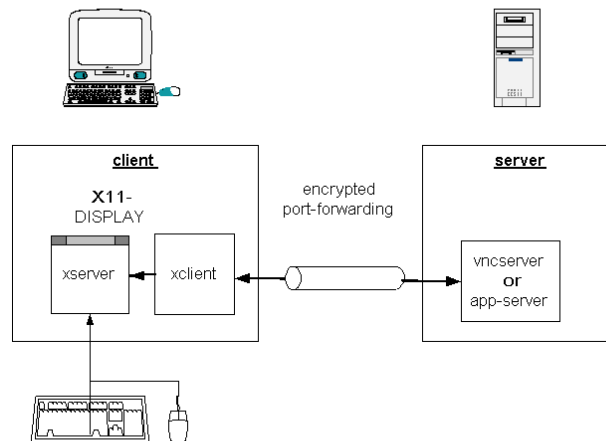 client
server
X11-
DISPLAY
encrypted
port-forwarding
xserver
xclient
vncserver
or
app-server